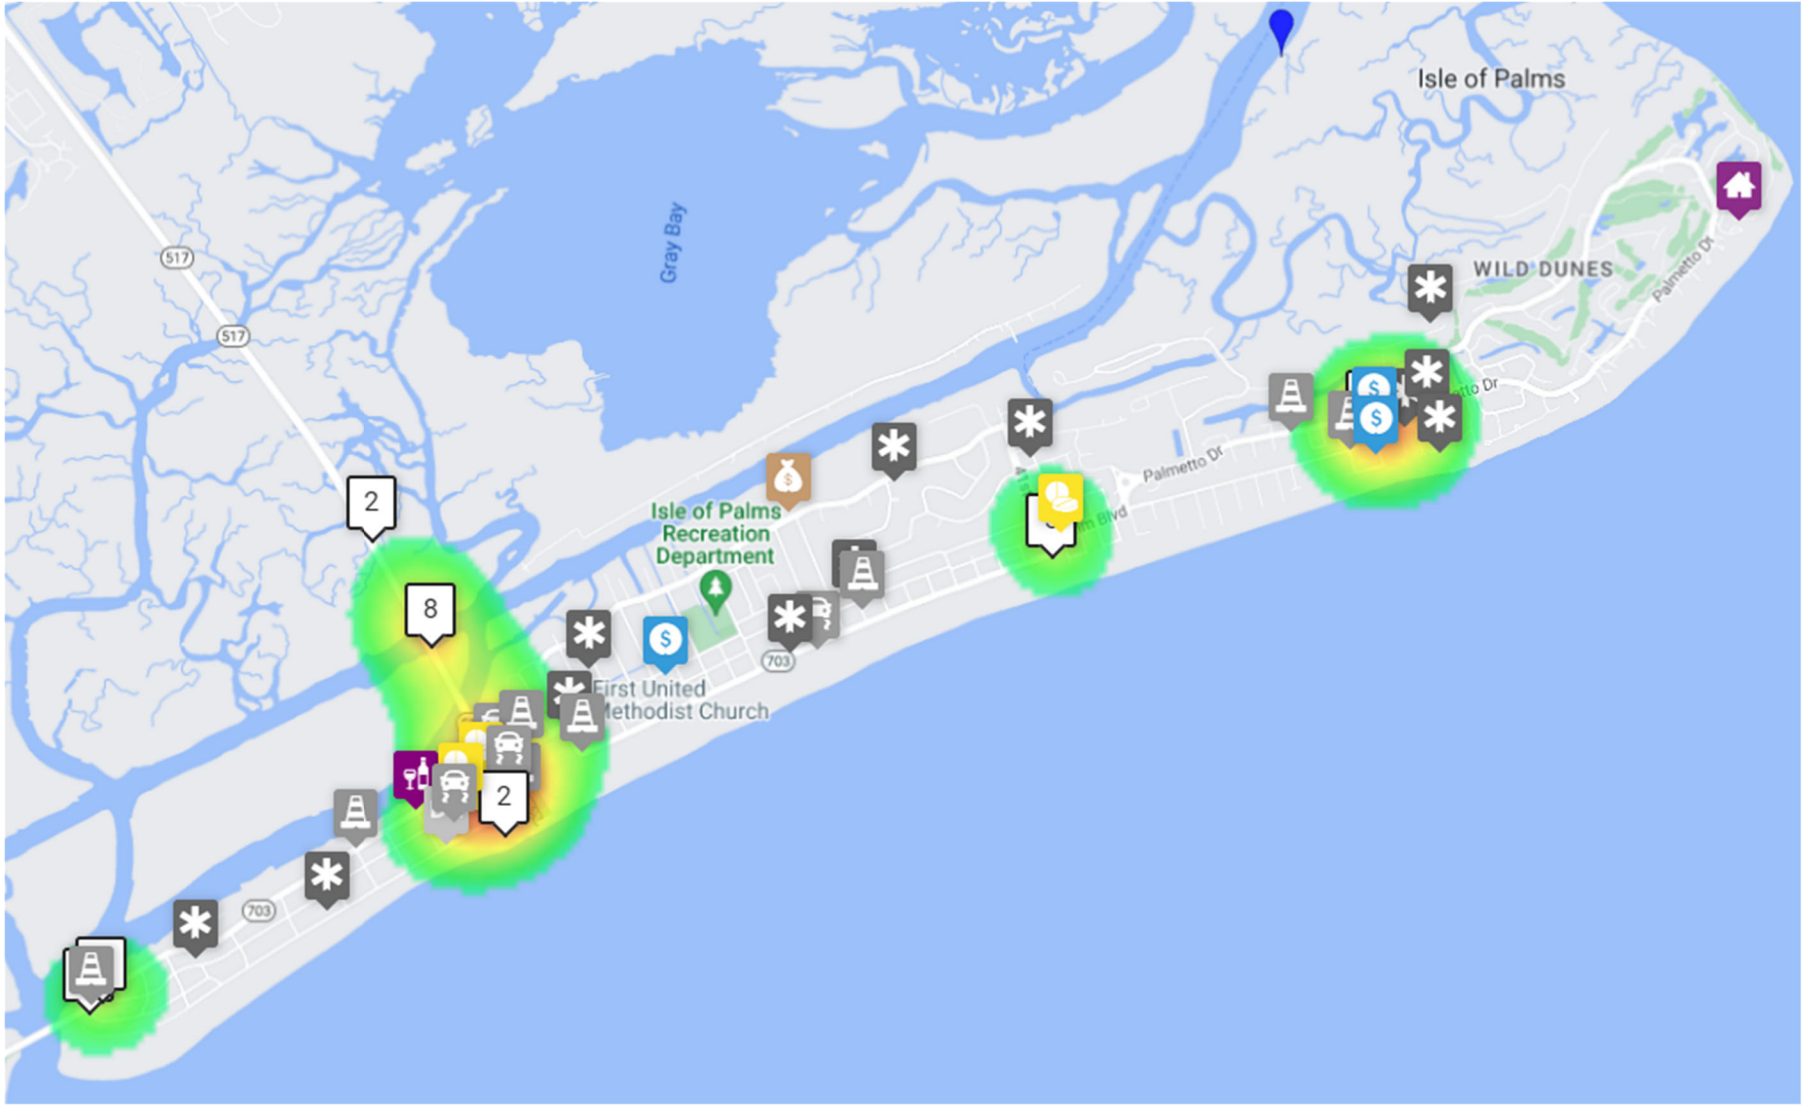 Isle of Palms
Gray Bay
517
WILD DUNES
Palmetto Dr
517
$
$
Palmetto Dr
2
$
Isle of Palms
Recreation
Department
Blvd
8
$
703
First United
Methodist Church
2
703